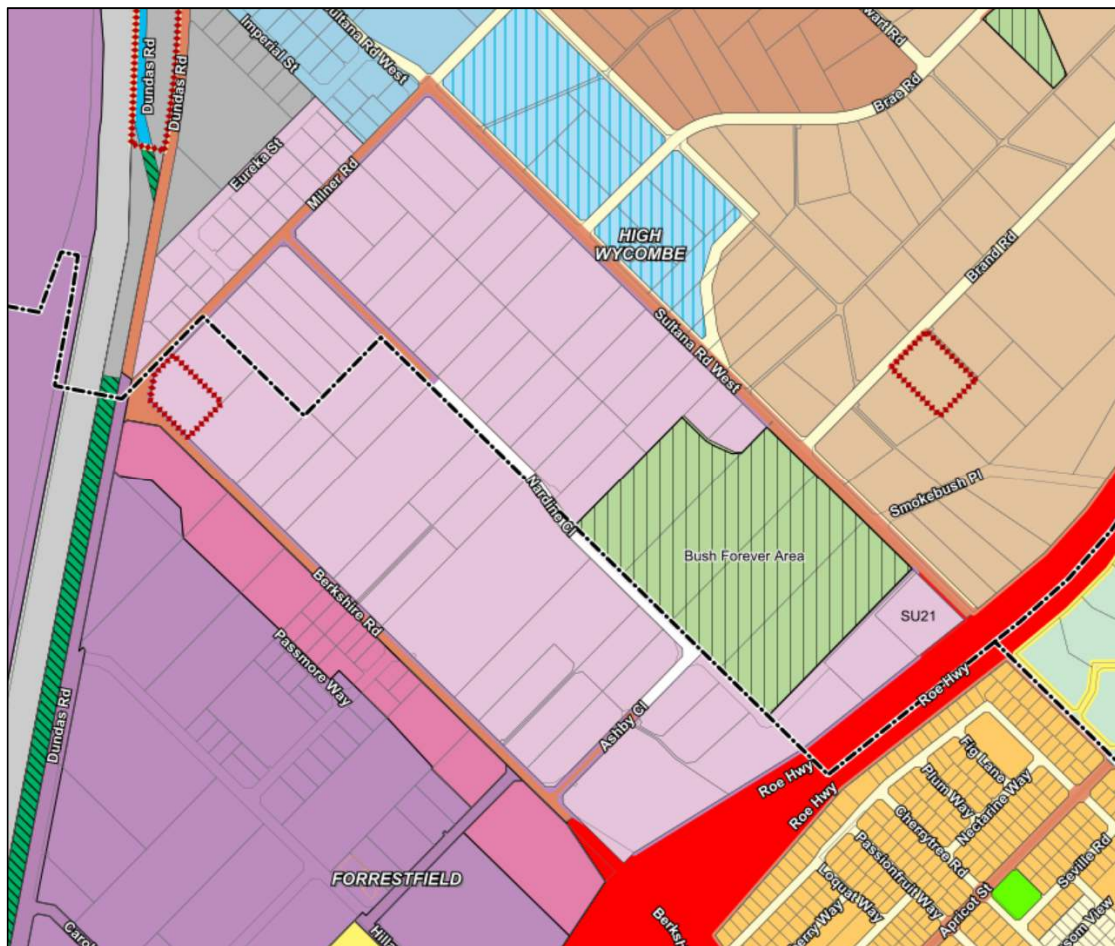 Dundas Rd
Dundas Rd
Imperial St
Sultana Rd West
Brae Rd
Eureka St
Milner Rd
HIGH
WYCOMBE
Brand Rd
Sultana Rd West
Smokebush Pl
Nardine Cl
Bush Forever Area
SU21
Berkshire Rd
Passmore Way
Dundas Rd
Ashby Cl
Roe Hwy
Roe Hwy
Roe Hwy
Fig Lane
Plum Way
Nectarine Way
Cherrytree Rd
Passionfruit Way
Seville Rd
Loquat Way
Apricot St
FORRESTFIELD